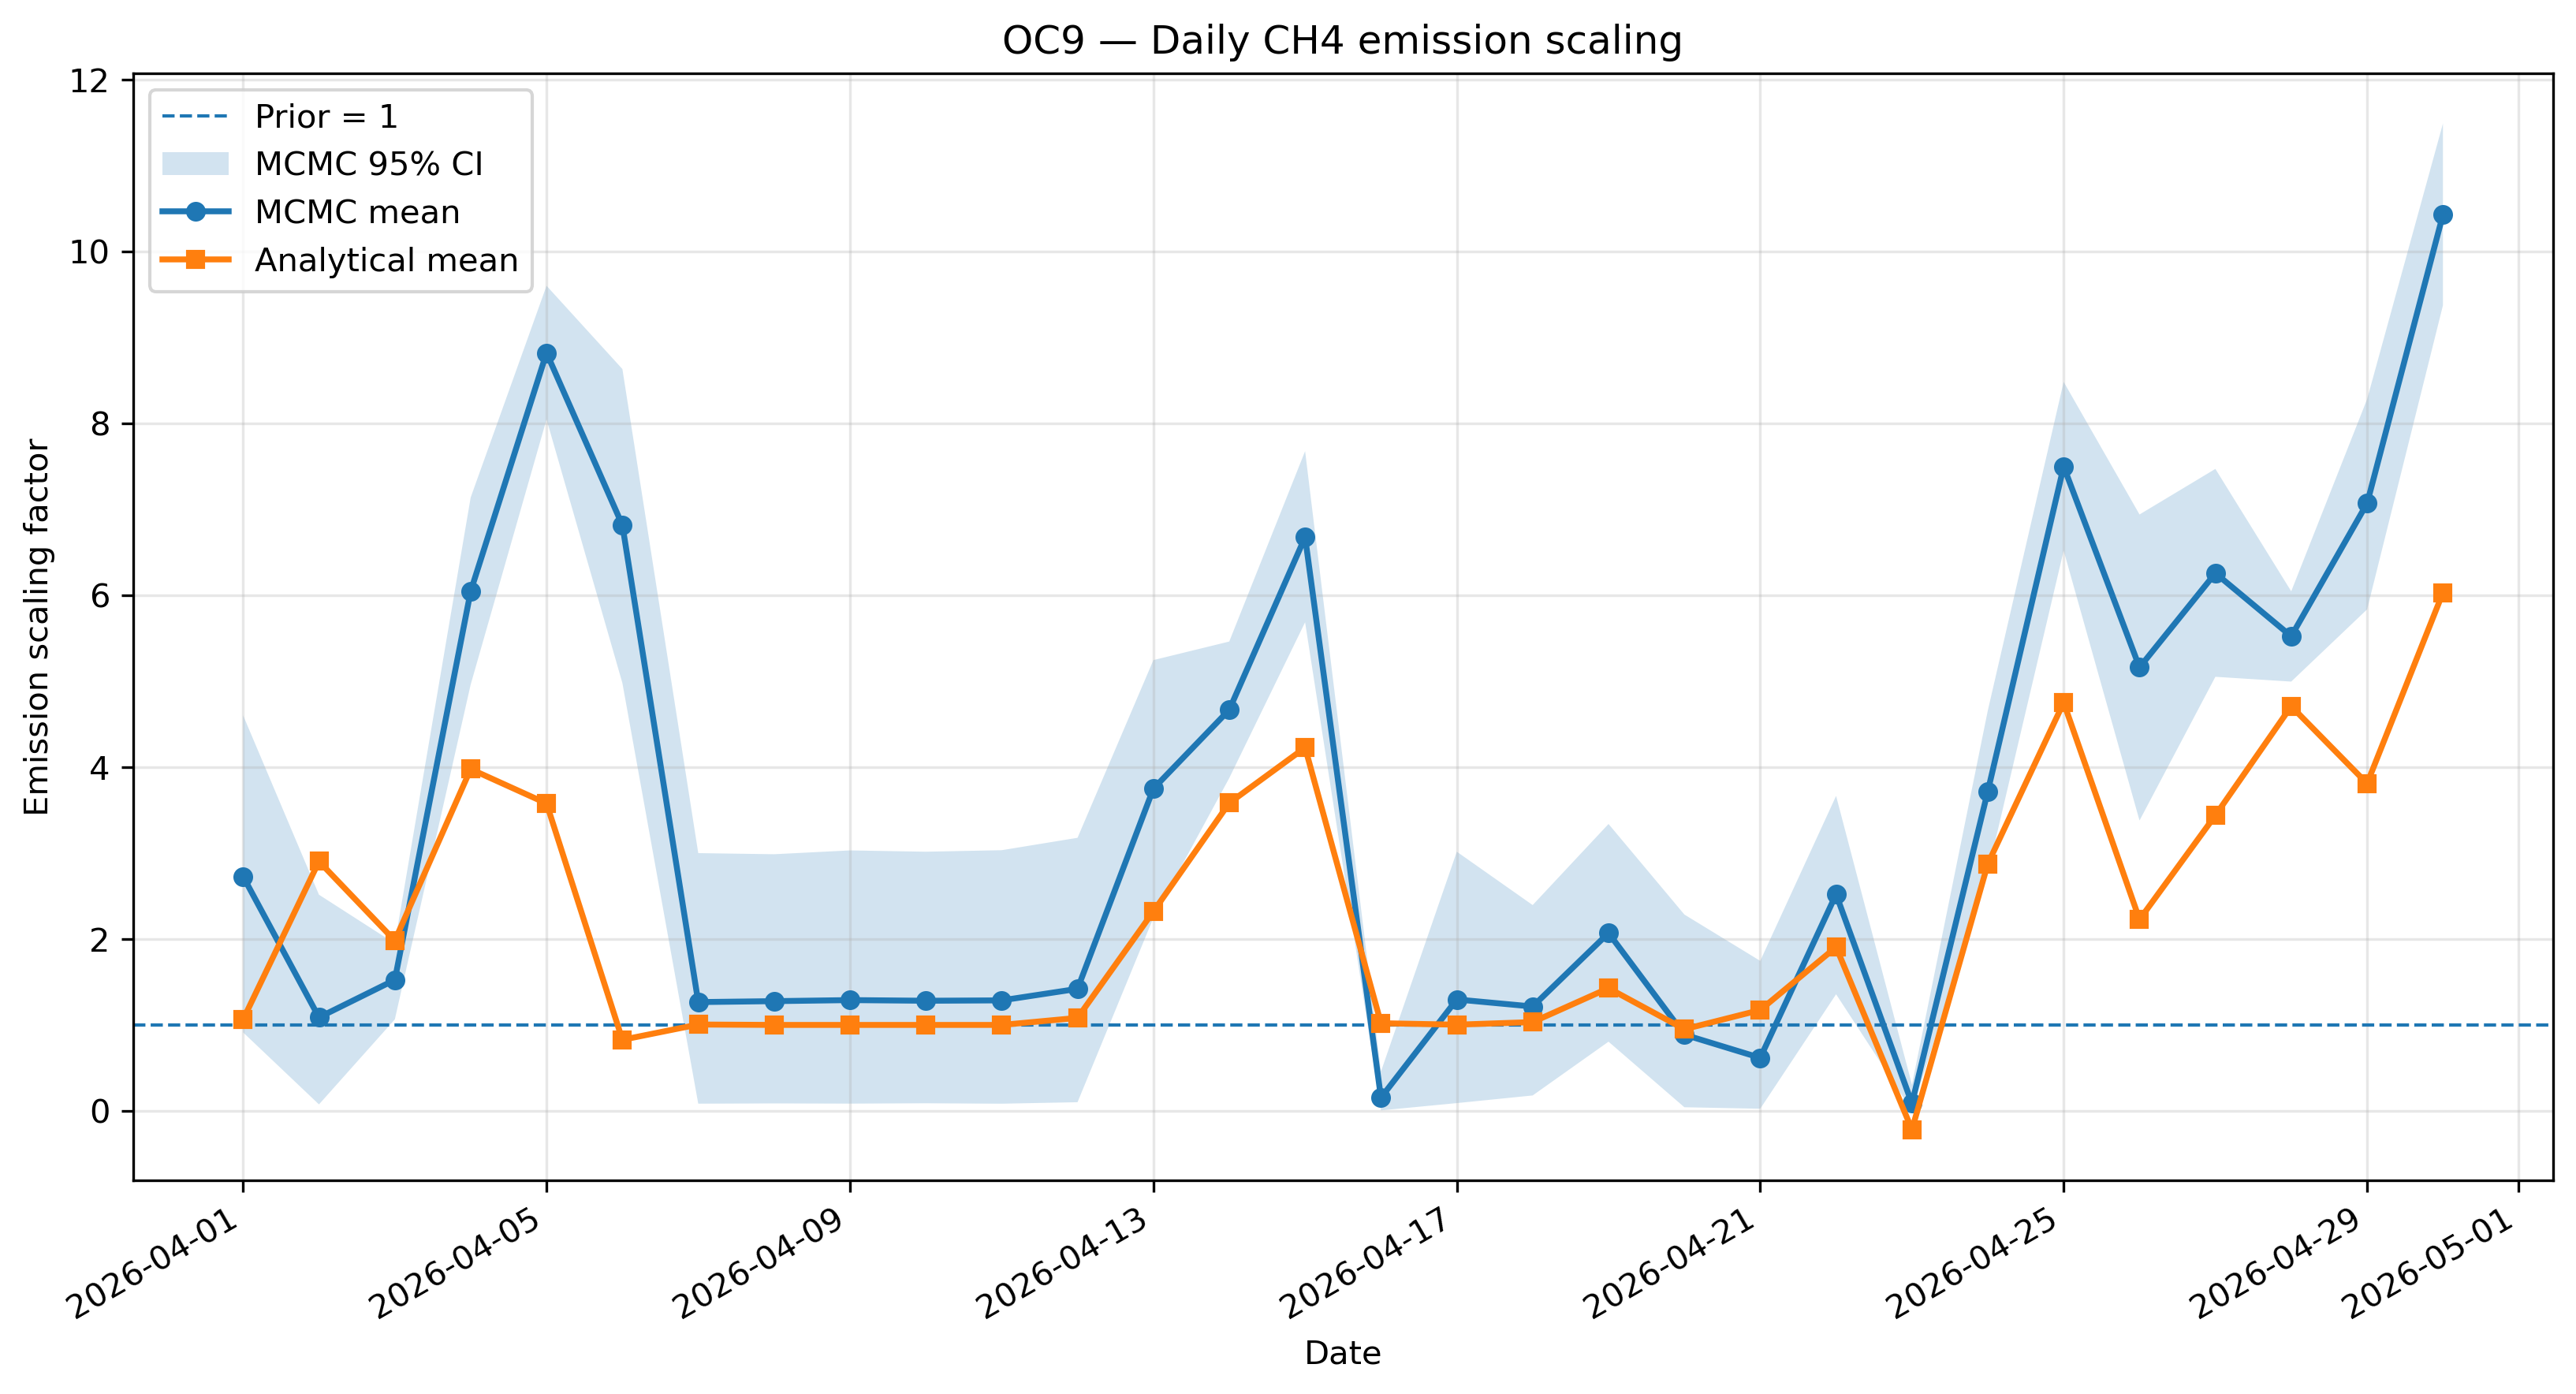 OC9 — Daily CH4 emission scaling
Prior = 1
MCMC 95% CI
MCMC mean
Analytical mean
Emission scaling factor
12
10
8
6
4
2
0
2026-04-01
2026-04-05
2026-04-09
2026-04-13
2026-04-17
2026-04-21
2026-04-25
2026-04-29
2026-05-01
Date